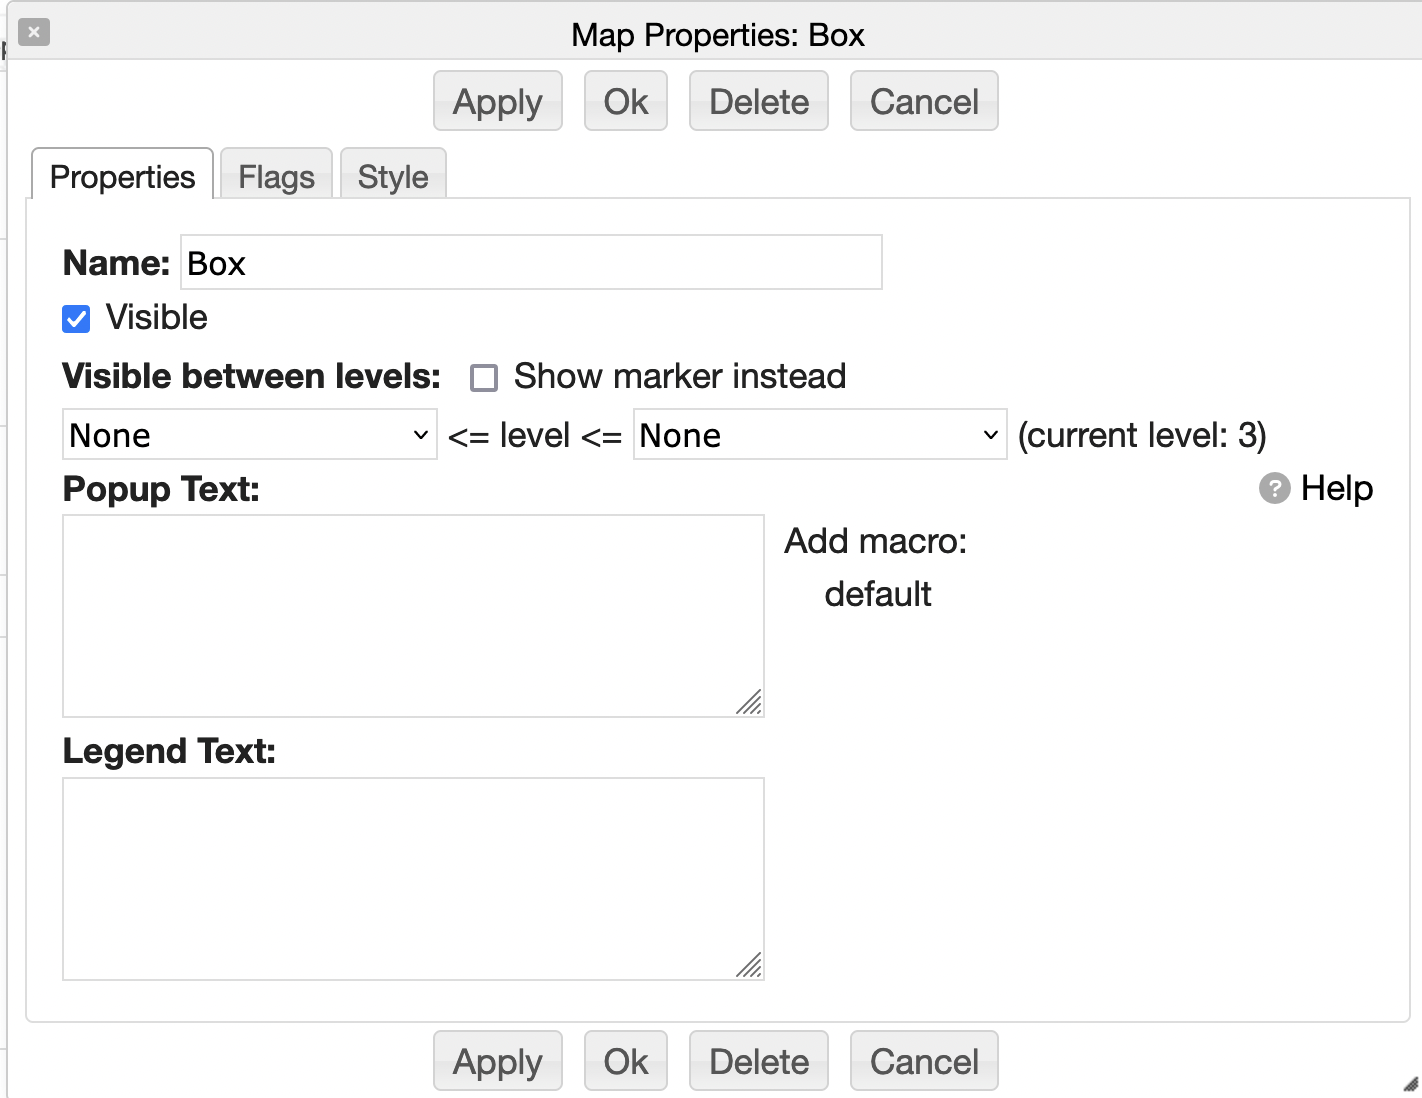 Map Properties: Box
Apply Ok Delete Cancel
Properties Flags Style
Name: Box
Visible
Visible between levels: Show marker instead
None <= level <= None (current level: 3)
Popup Text: ? Help
Add macro:
default
Legend Text:
Apply Ok Delete Cancel